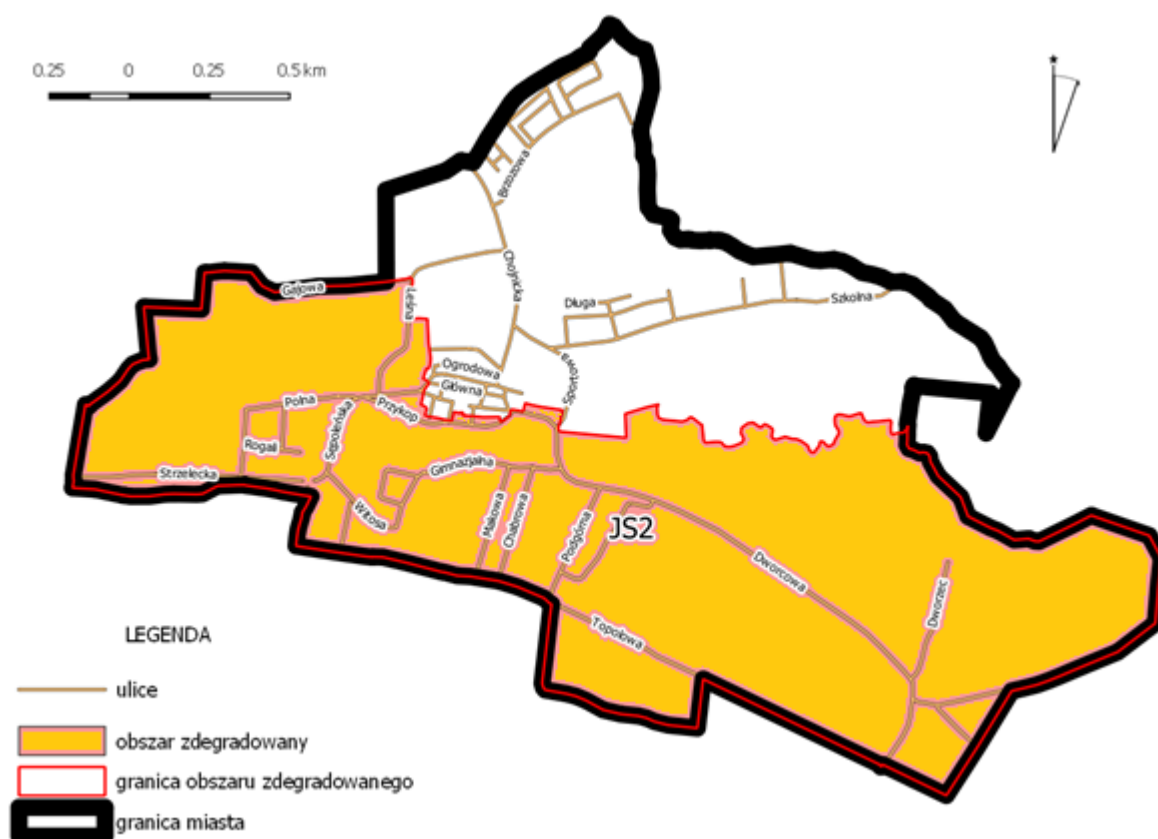 0.25 0 0.25 0.5 km
Brzozowa
Chojnicka
Gajowa
Leśna
Długa
Szkolna
Sportowa
Ogrodowa
Główna
Polna
Przykop
Sępoleńska
Rogali
Strzelecka
Gimnazjalna
Witosa
Makowa
Chabrowa
Podgórna
JS2
Dworcowa
Dworzec
Topolowa
LEGENDA
ulice
obszar zdegradowany
granica obszaru zdegradowanego
granica miasta